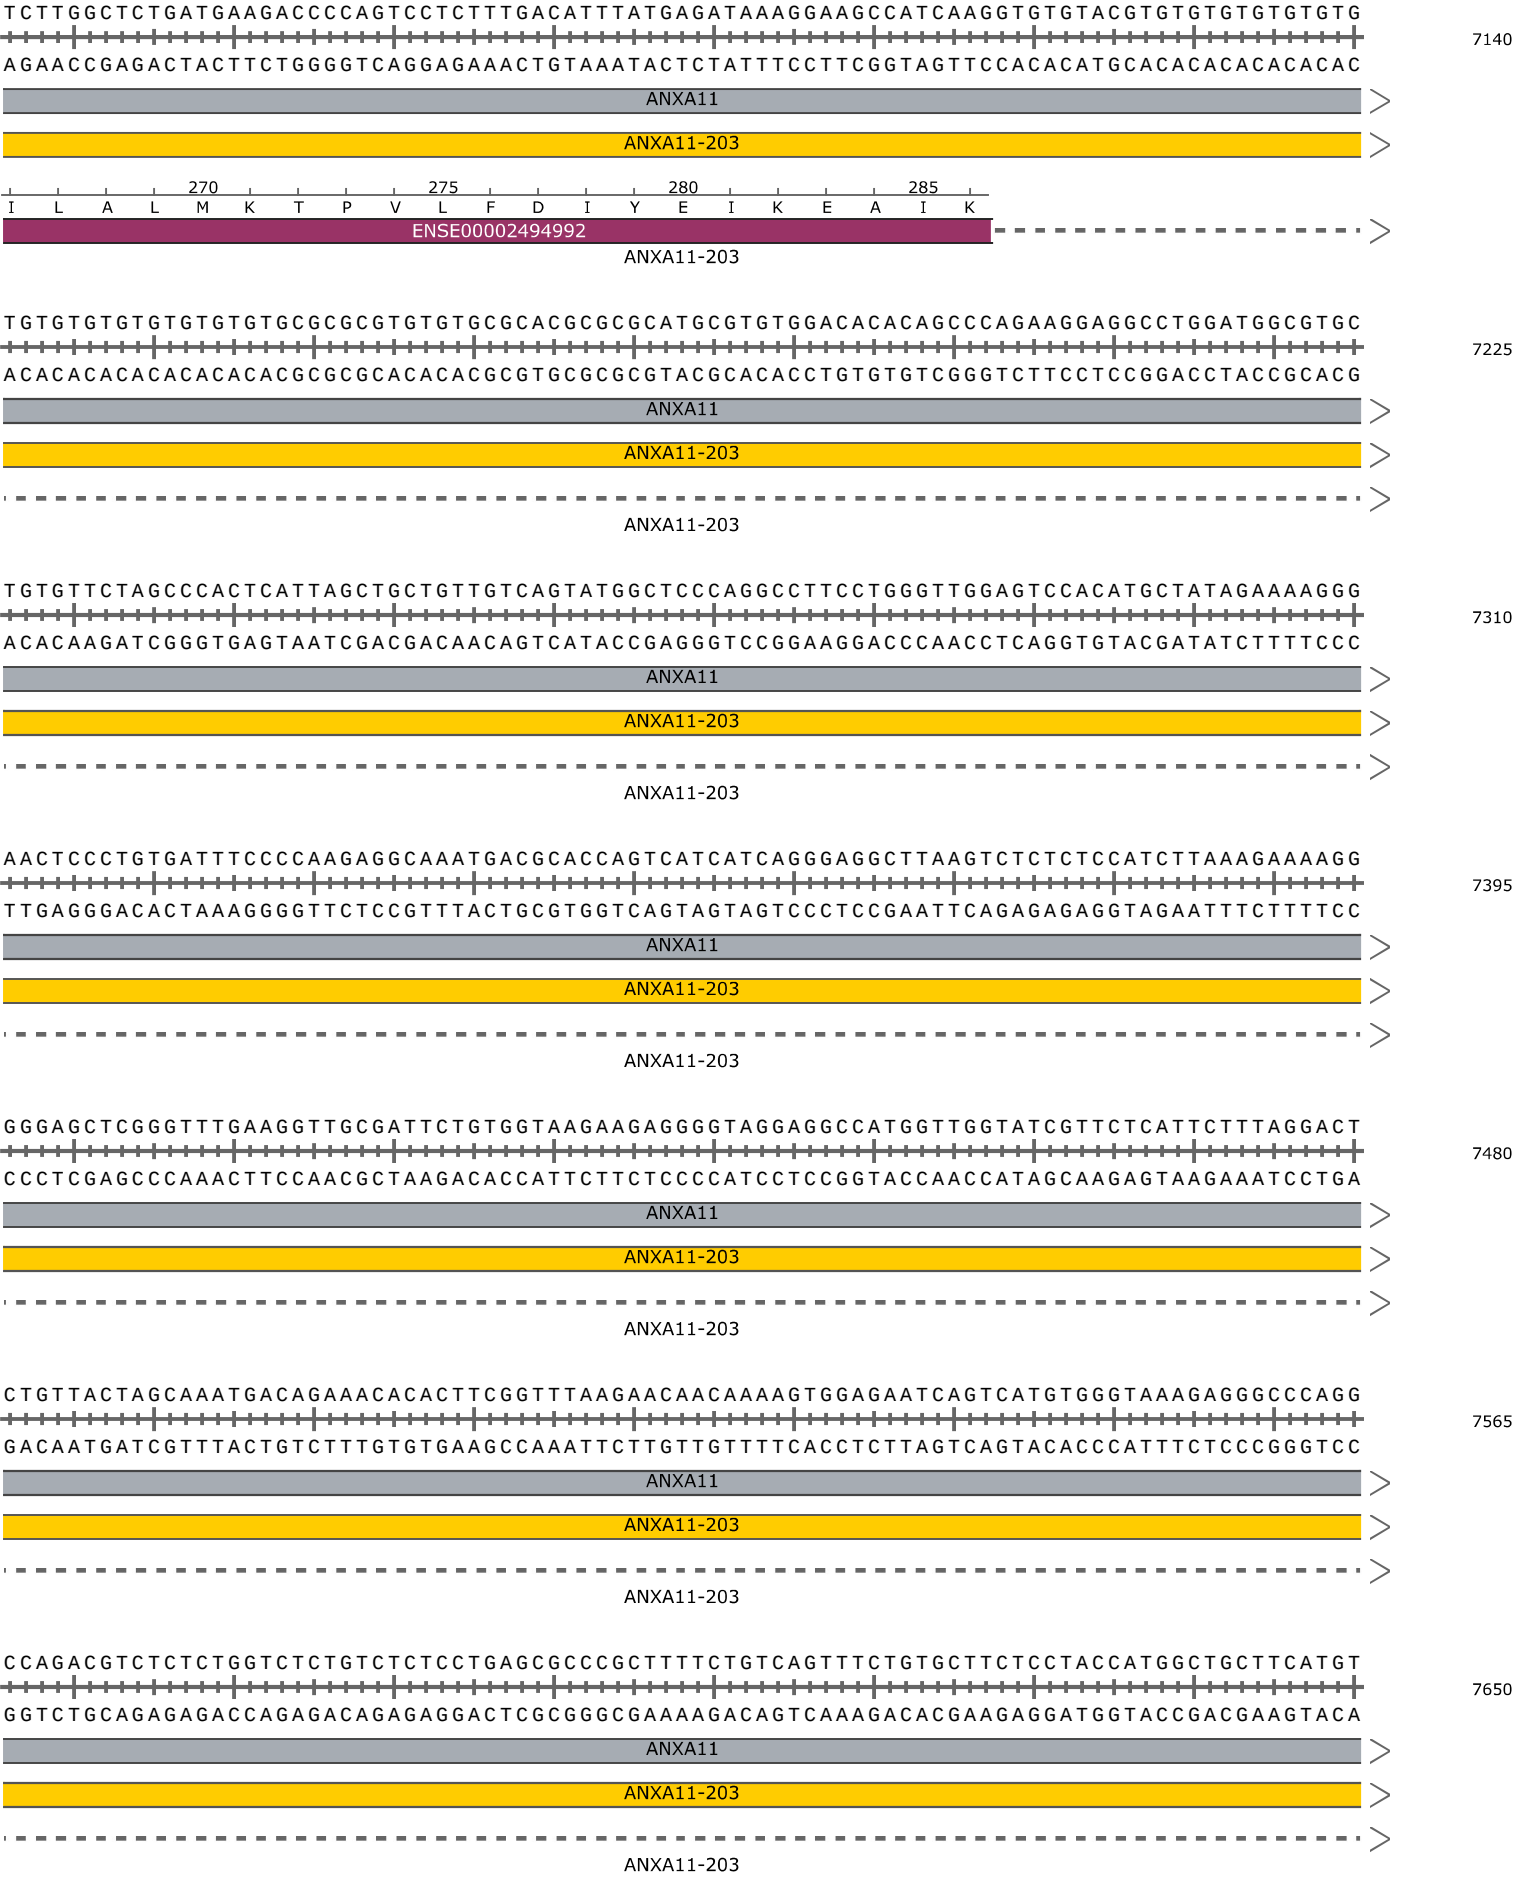 TCTTGGCTCTGATGAAGACCCCAGTCCTCTTTGACATTTATGAGATAAAGGAAGCCATCAAGGTGTGTACGTGTGTGTGTGTGTG
7140
AGAACCGAGACTACTTCTGGGGTCAGGAGAAACTGTAAATACTCTATTTCCTTCGGTAGTTCCACACATGCACACACACACACAC
ANXA11
ANXA11-203
270 275 280 285
I L A L M K T P V L F D I Y E I K E A I K
ENSE00002494992
ANXA11-203
TGTGTGTGTGTGTGTGTGCGCGCGTGTGTGCGCACGCGCGCATGCGTGTGGACACACAGCCCAGAAGGAGGCCTGGATGGCGTGC
7225
ACACACACACACACACACGCGCGCACACACGCGTGCGCGCGTACGCACACCTGTGTGTCGGGTCTTCCTCCGGACCTACCGCACG
ANXA11
ANXA11-203
ANXA11-203
TGTGTTCTAGCCCACTCATTAGCTGCTGTTGTCAGTATGGCTCCCAGGCCTTCCTGGGTTGGAGTCCACATGCTATAGAAAAGGG
7310
ACACAAGATCGGGTGAGTAATCGACGACAACAGTCATACCGAGGGTCCGGAAGGACCCAACCTCAGGTGTACGATATCTTTTCCC
ANXA11
ANXA11-203
ANXA11-203
AACTCCCTGTGATTTCCCCAAGAGGCAAATGACGCACCAGTCATCATCAGGGAGGCTTAAGTCTCTCTCCATCTTAAAGAAAAGG
7395
TTGAGGGACACTAAAGGGGTTCTCCGTTTACTGCGTGGTCAGTAGTAGTCCCTCCGAATTCAGAGAGAGGTAGAATTTCTTTTCC
ANXA11
ANXA11-203
ANXA11-203
GGGAGCTCGGGTTTGAAGGTTGCGATTCTGTGGTAAGAAGAGGGGTAGGAGGCCATGGTTGGTATCGTTCTCATTCTTTAGGACT
7480
CCCTCGAGCCCAAACTTCCAACGCTAAGACACCATTCTTCTCCCCATCCTCCGGTACCAACCATAGCAAGAGTAAGAAATCCTGA
ANXA11
ANXA11-203
ANXA11-203
CTGTTACTAGCAAATGACAGAAACACACTTCGGTTTAAGAACAACAAAAGTGGAGAATCAGTCATGTGGGTAAAGAGGGCCCAGG
7565
GACAATGATCGTTTACTGTCTTTGTGTGAAGCCAAATTCTTGTTGTTTTCACCTCTTAGTCAGTACACCCATTTCTCCCGGGTCC
ANXA11
ANXA11-203
ANXA11-203
CCAGACGTCTCTCTGGTCTCTGTCTCTCCTGAGCGCCCGCTTTTCTGTCAGTTTCTGTGCTTCTCCTACCATGGCTGCTTCATGT
7650
GGTCTGCAGAGAGACCAGAGACAGAGAGGACTCGCGGGCGAAAAGACAGTCAAAGACACGAAGAGGATGGTACCGACGAAGTACA
ANXA11
ANXA11-203
ANXA11-203